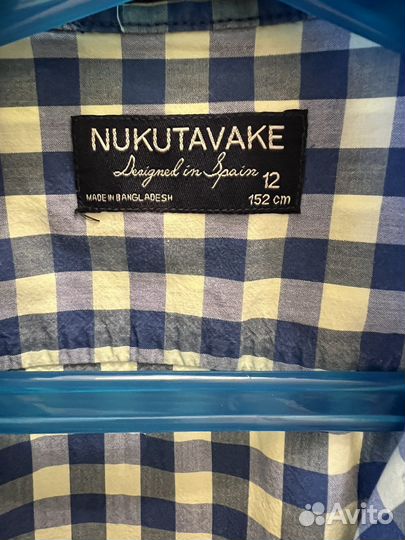 NUKUTAVAKE
Designed in Spain
12
MADE IN BANGLADESH
152 cm
Avito